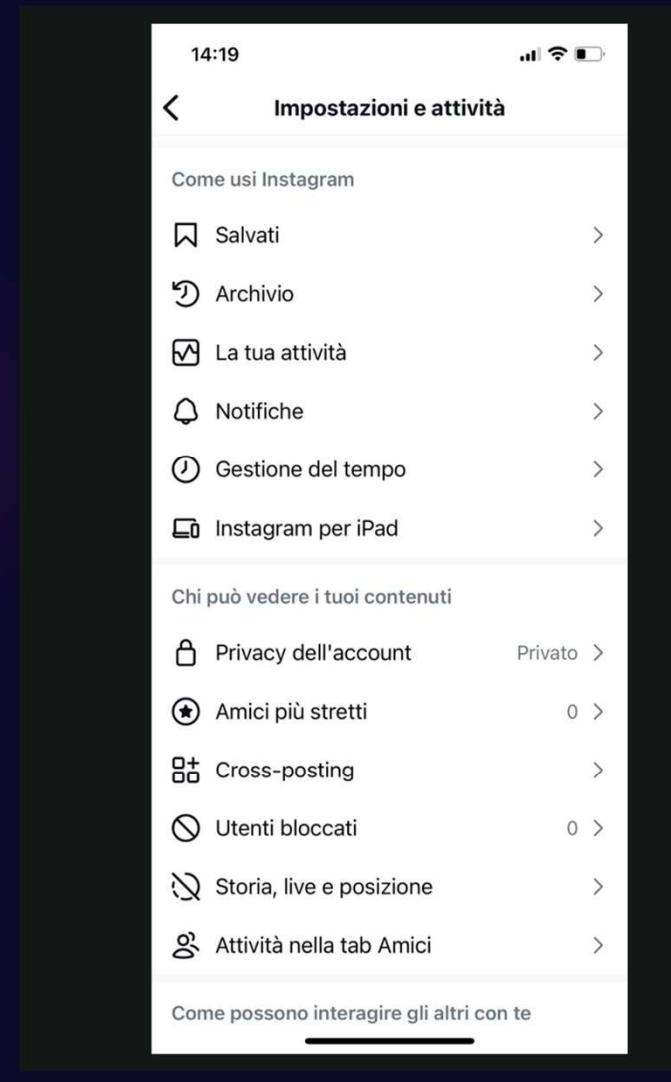 14:19
Impostazioni e attività
Come usi Instagram
Salvati
Archivio
La tua attività
Notifiche
Gestione del tempo
Instagram per iPad
Chi può vedere i tuoi contenuti
Privacy dell'account Privato
Amici più stretti 0
Cross-posting
Utenti bloccati 0
Storia, live e posizione
Attività nella tab Amici
Come possono interagire gli altri con te